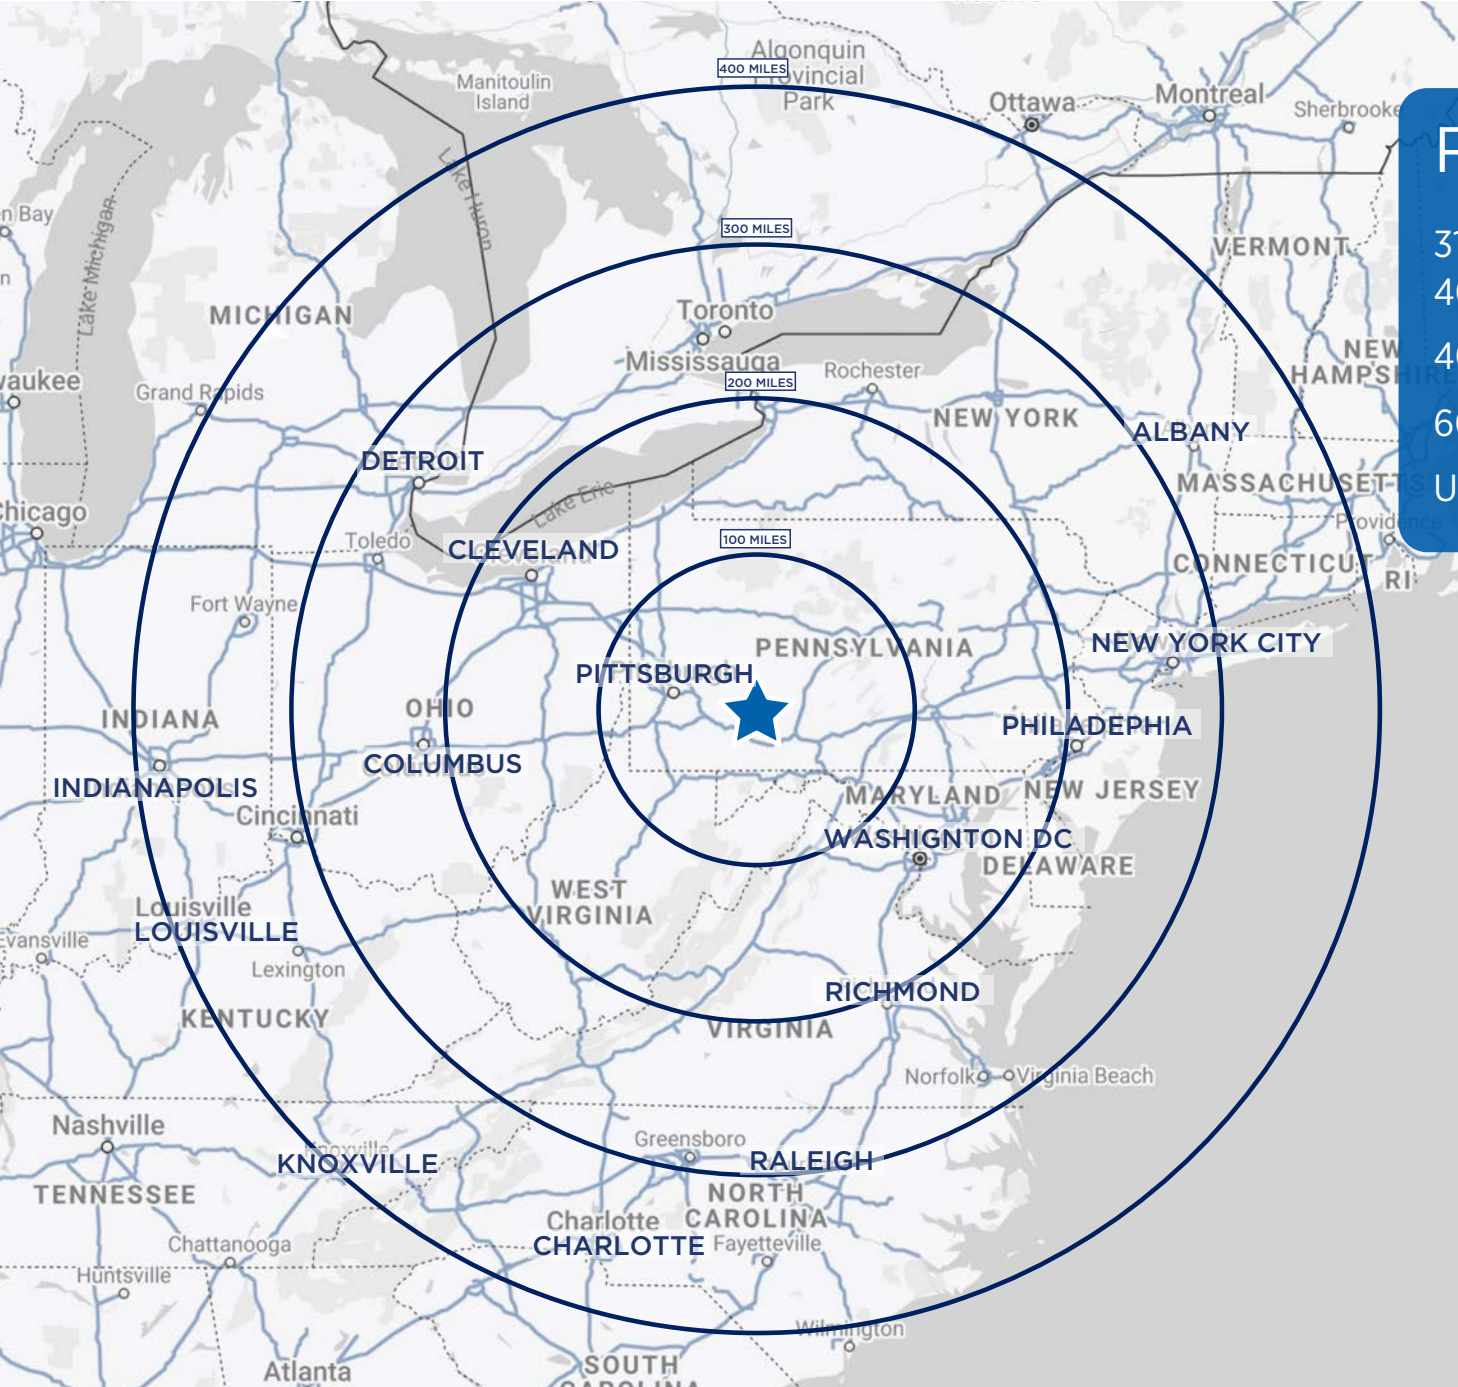 Algonquin
Provincial
Park
400 MILES
Manitoulin
Island
Ottawa
Montreal
Sherbrooke
Lake Huron
Lake Michigan
n Bay
n
300 MILES
VERMONT
MICHIGAN
Toronto
Mississauga
NEW
HAMPSHIRE
waukee
Grand Rapids
200 MILES
Rochester
NEW YORK
ALBANY
DETROIT
MASSACHUSETTS
Lake Erie
Chicago
Providence
Toledo
CLEVELAND
100 MILES
CONNECTICUT
RI
Fort Wayne
PENNSYLVANIA
NEW YORK CITY
PITTSBURGH
INDIANA
OHIO
PHILADEPHIA
COLUMBUS
INDIANAPOLIS
MARYLAND
NEW JERSEY
Cincinnati
WASHIGNTON DC
DELAWARE
WEST
VIRGINIA
Louisville
LOUISVILLE
Evansville
Lexington
RICHMOND
KENTUCKY
VIRGINIA
Norfolk
Virginia Beach
Nashville
Greensboro
Knoxville
KNOXVILLE
RALEIGH
TENNESSEE
NORTH
CAROLINA
Charlotte
CHARLOTTE
Fayetteville
Chattanooga
Huntsville
Wilmington
Atlanta
SOUTH
CAROLINA